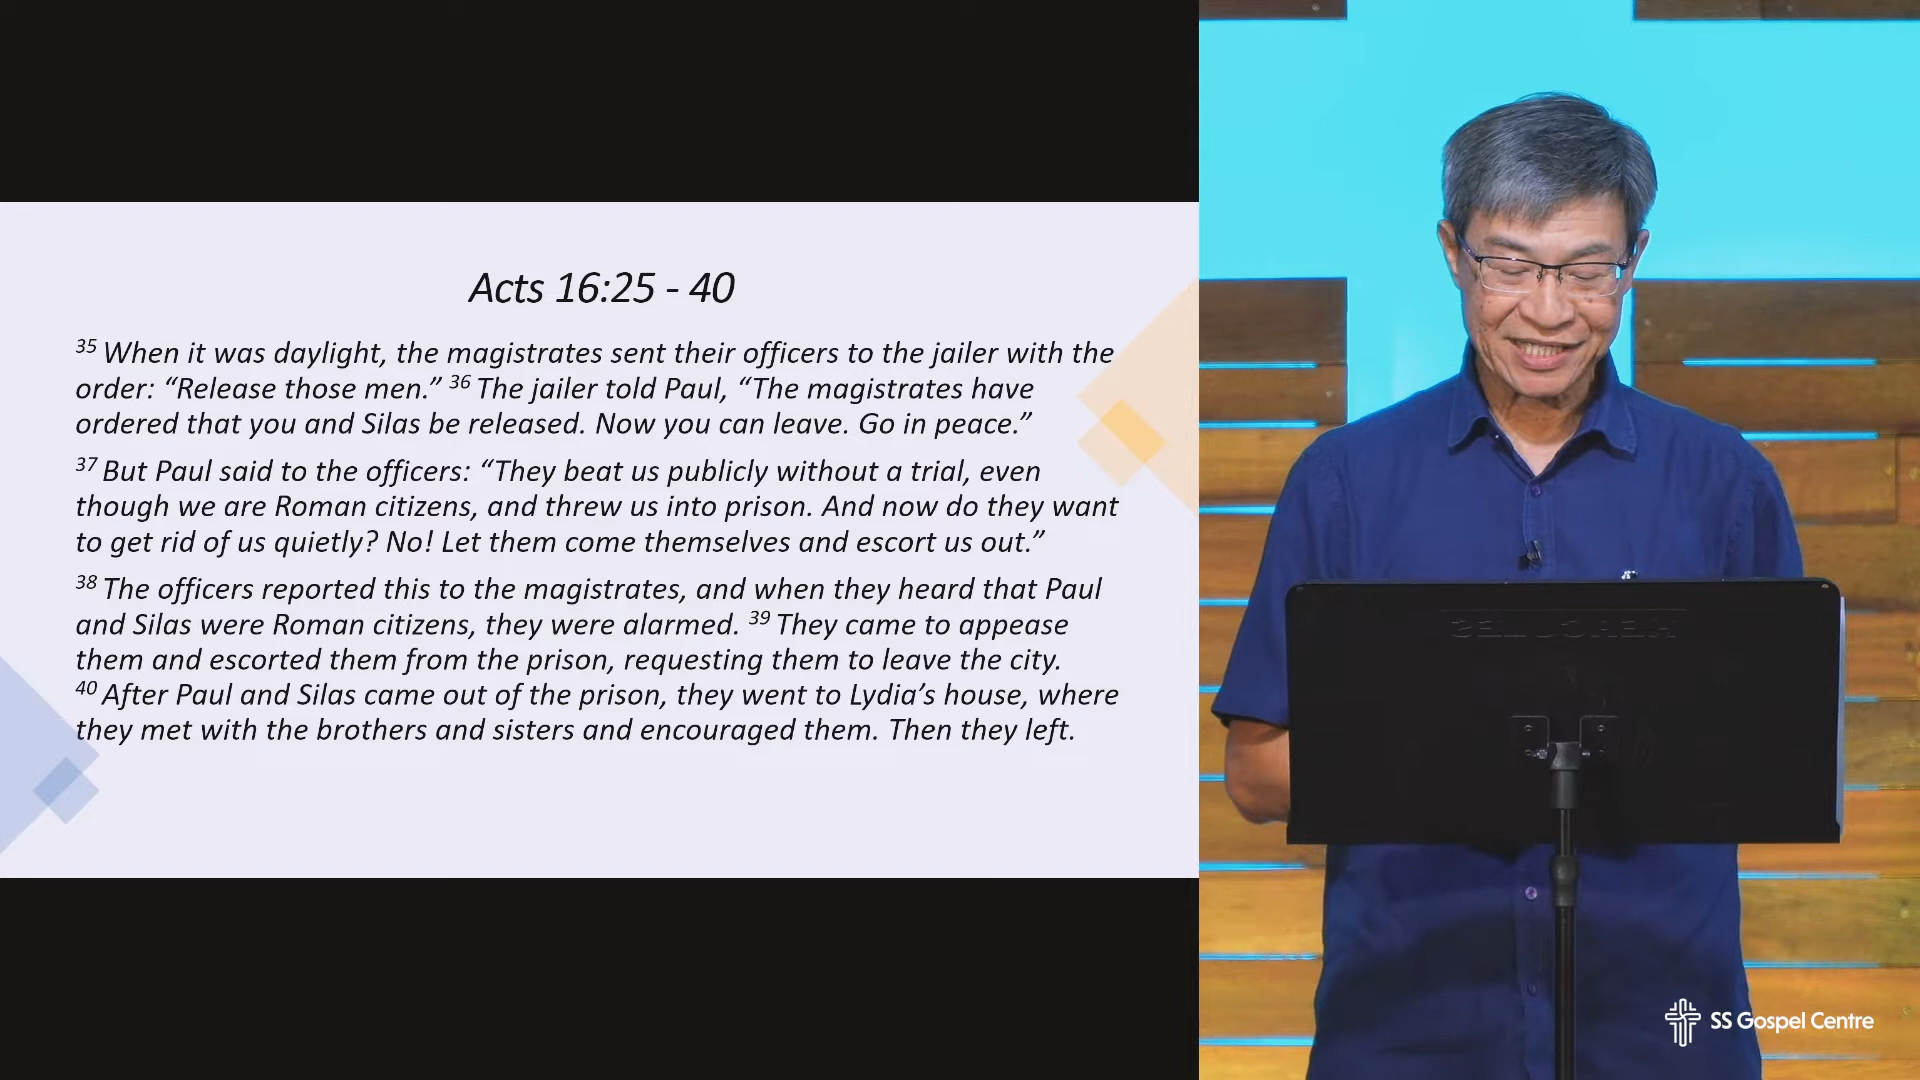 Acts 16:25 - 40
35 When it was daylight, the magistrates sent their officers to the jailer with the
order: “Release those men.” 36 The jailer told Paul, “The magistrates have
ordered that you and Silas be released. Now you can leave. Go in peace.”
37 But Paul said to the officers: “They beat us publicly without a trial, even
though we are Roman citizens, and threw us into prison. And now do they want
to get rid of us quietly? No! Let them come themselves and escort us out.”
38 The officers reported this to the magistrates, and when they heard that Paul
and Silas were Roman citizens, they were alarmed. 39 They came to appease
them and escorted them from the prison, requesting them to leave the city.
40 After Paul and Silas came out of the prison, they went to Lydia’s house, where
they met with the brothers and sisters and encouraged them. Then they left.
HERCULES
SS Gospel Centre